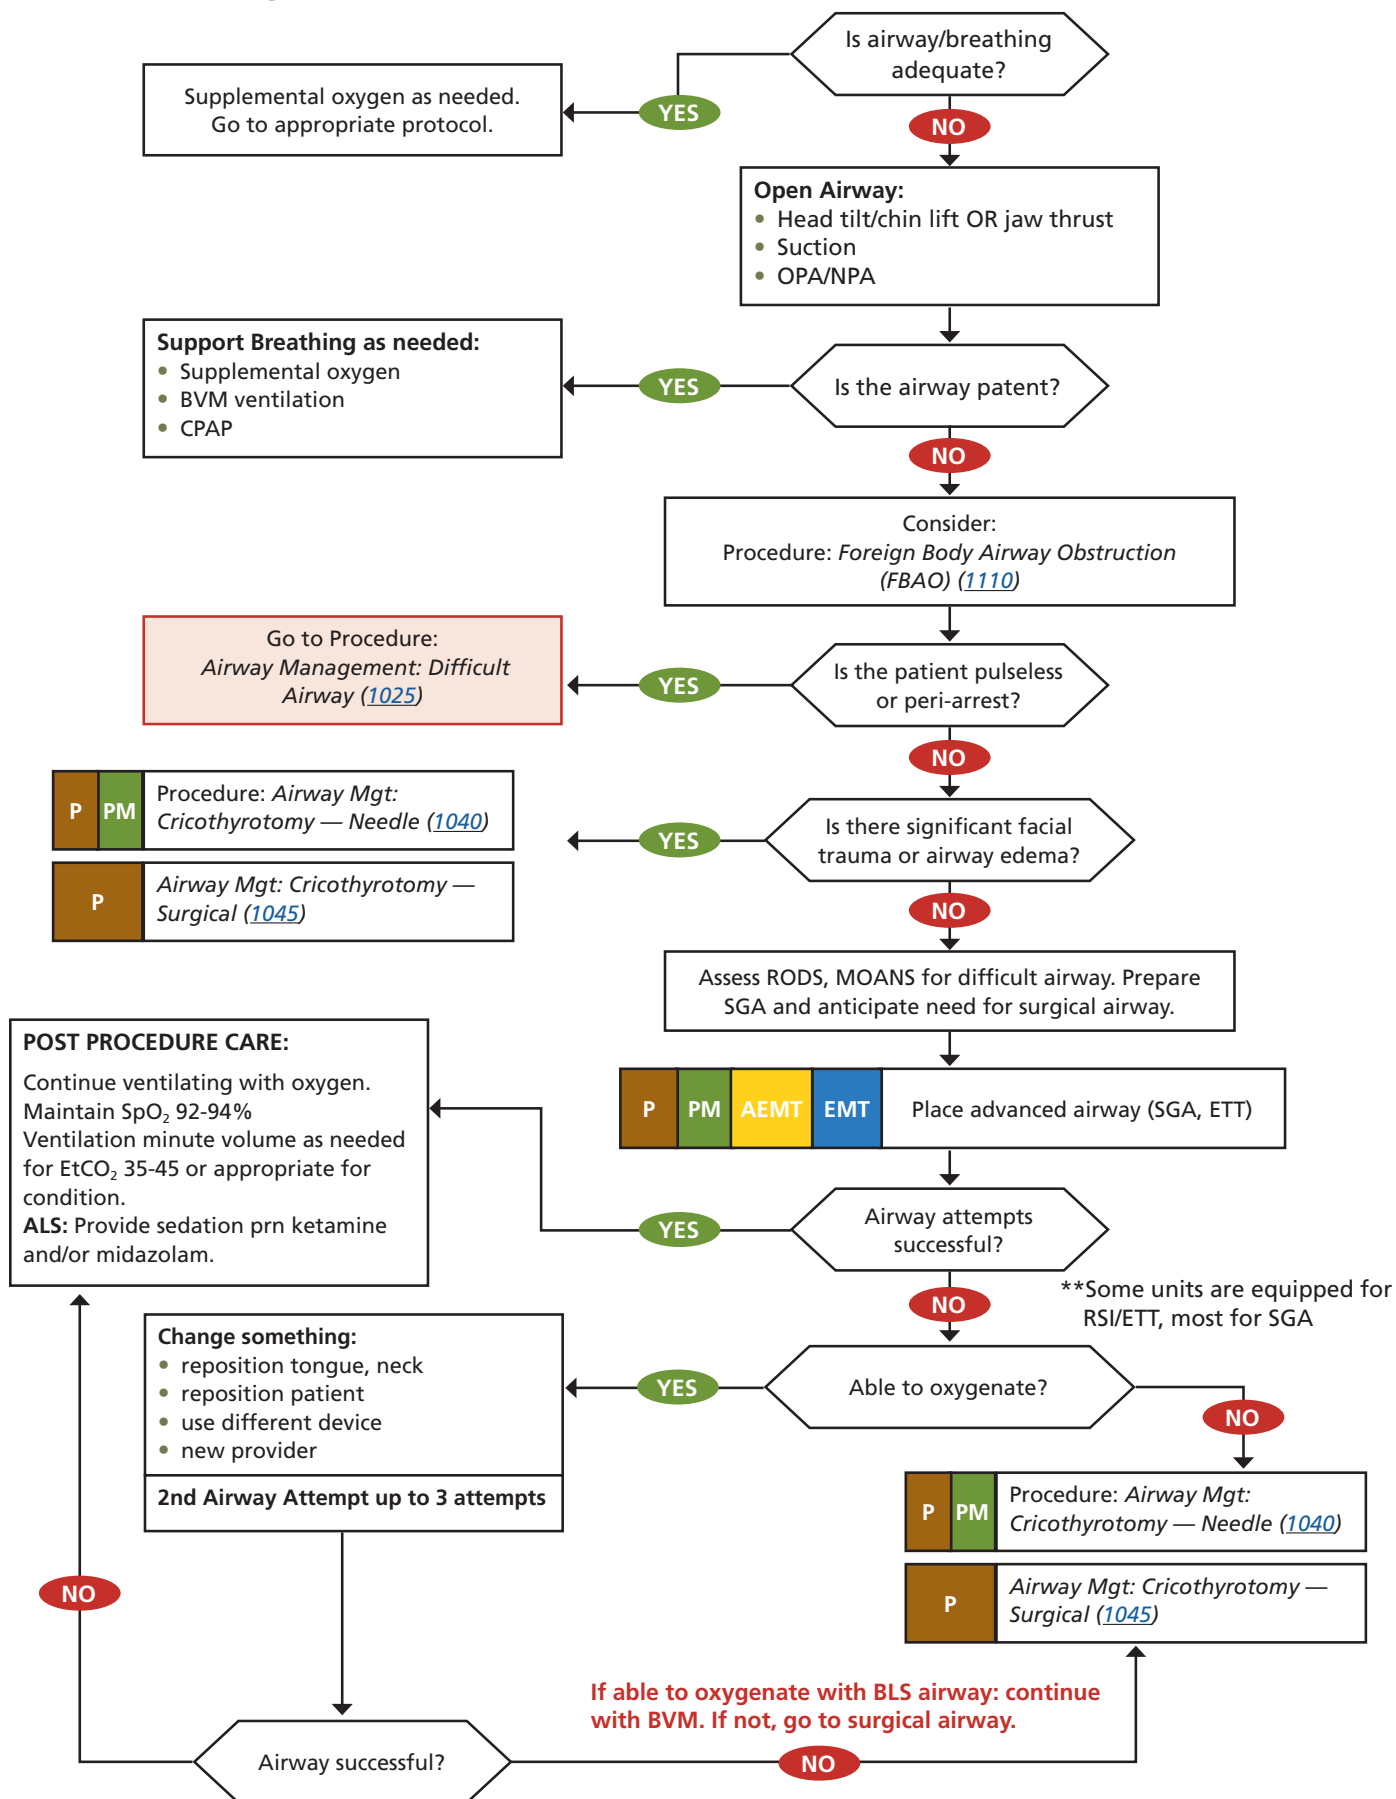 Is airway/breathing
adequate?
YES
NO
Supplemental oxygen as needed.
Go to appropriate protocol.
Open Airway:
• Head tilt/chin lift OR jaw thrust
• Suction
• OPA/NPA
Is the airway patent?
YES
NO
Support Breathing as needed:
• Supplemental oxygen
• BVM ventilation
• CPAP
Consider:
Procedure: Foreign Body Airway Obstruction
(FBAO) (1110)
Is the patient pulseless
or peri-arrest?
YES
NO
Go to Procedure:
Airway Management: Difficult
Airway (1025)
Is there significant facial
trauma or airway edema?
YES
NO
P PM Procedure: Airway Mgt:
Cricothyrotomy — Needle (1040)
P Airway Mgt: Cricothyrotomy —
Surgical (1045)
Assess RODS, MOANS for difficult airway. Prepare
SGA and anticipate need for surgical airway.
P PM AEMT EMT Place advanced airway (SGA, ETT)
Airway attempts
successful?
YES
NO
POST PROCEDURE CARE:
Continue ventilating with oxygen.
Maintain SpO₂ 92-94%
Ventilation minute volume as needed
for EtCO₂ 35-45 or appropriate for
condition.
ALS: Provide sedation prn ketamine
and/or midazolam.
**Some units are equipped for
RSI/ETT, most for SGA
Able to oxygenate?
YES
NO
Change something:
• reposition tongue, neck
• reposition patient
• use different device
• new provider
2nd Airway Attempt up to 3 attempts
P PM Procedure: Airway Mgt:
Cricothyrotomy — Needle (1040)
P Airway Mgt: Cricothyrotomy —
Surgical (1045)
NO
If able to oxygenate with BLS airway: continue
with BVM. If not, go to surgical airway.
Airway successful?
NO